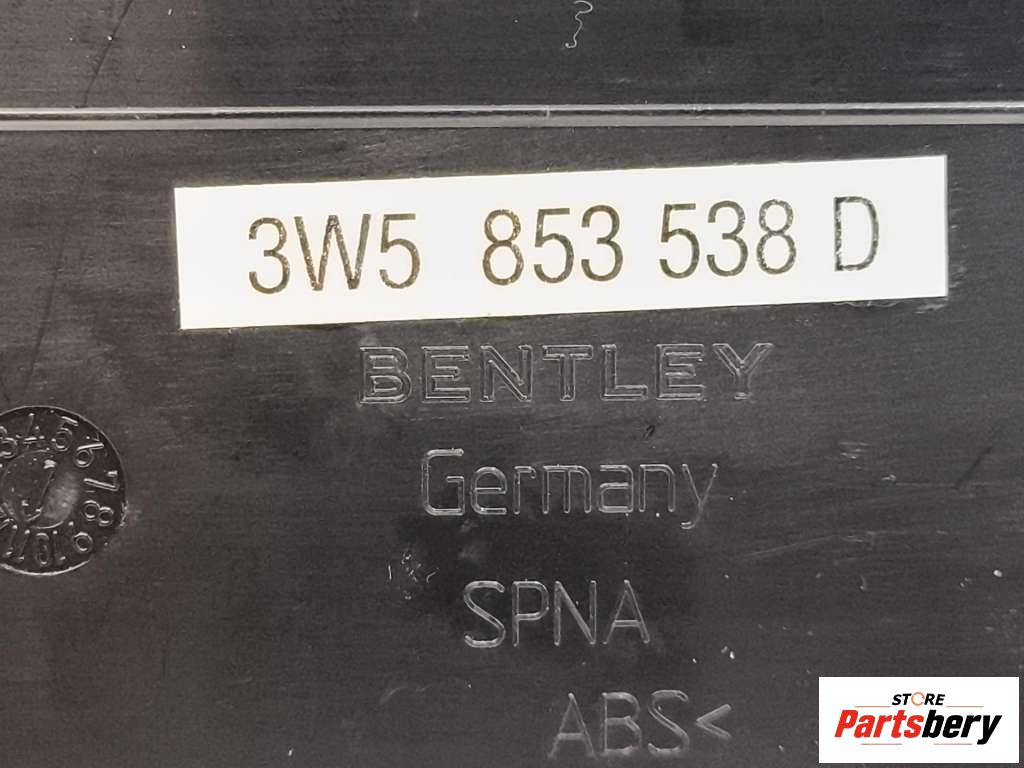 3W5 853 538 D
BENTLEY
Germany
SPNA
ABS<
STORE
Partsbery